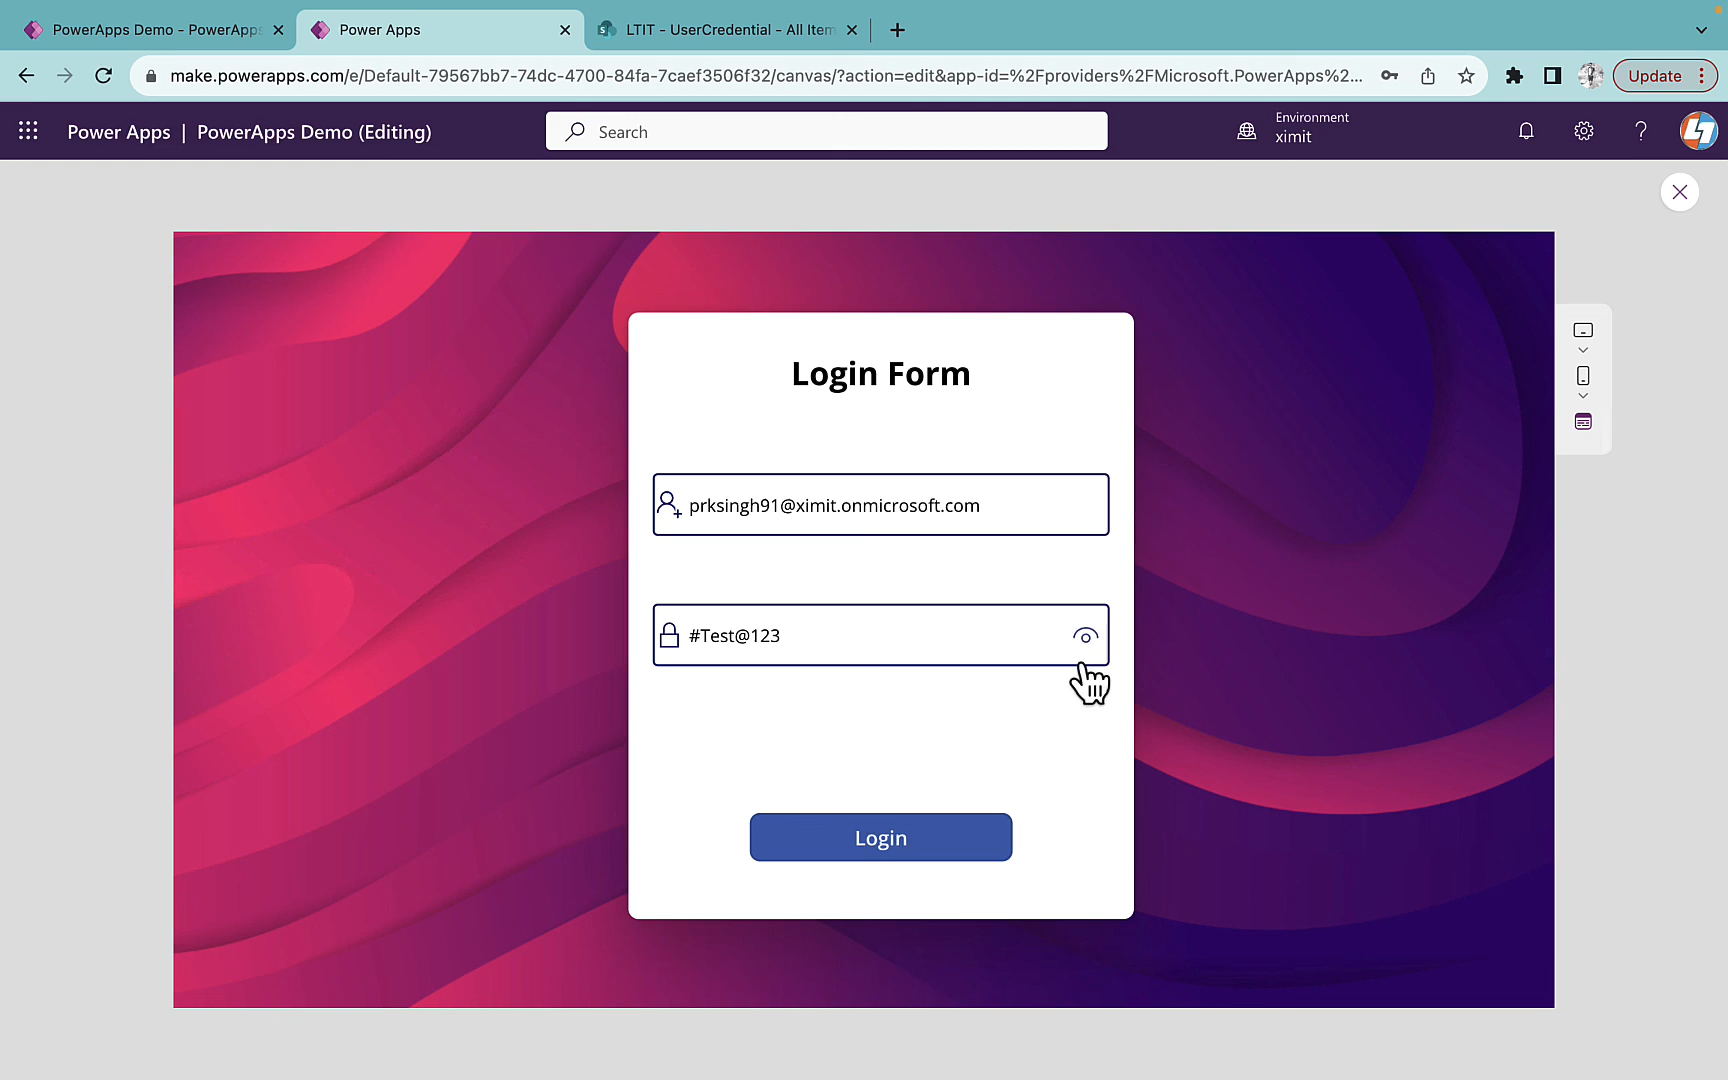 PowerApps Demo - PowerApps
Power Apps
LTIT - UserCredential - All Item
make.powerapps.com/e/Default-79567bb7-74dc-4700-84fa-7caef3506f32/canvas/?action=edit&app-id=%2Fproviders%2FMicrosoft.PowerApps%2...
Update
Power Apps | PowerApps Demo (Editing)
Search
Environment
ximit
Login Form
prksingh91@ximit.onmicrosoft.com
#Test@123
Login